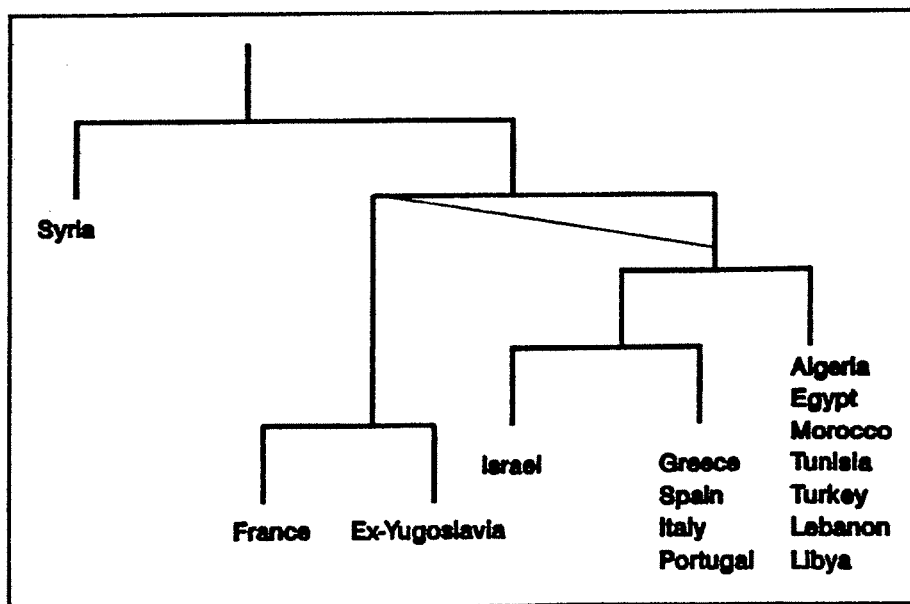 Syria
Algeria
Egypt
Morocco
Israel
Greece
Tunisia
Spain
Turkey
France
Ex-Yugoslavia
Italy
Lebanon
Portugal
Libya